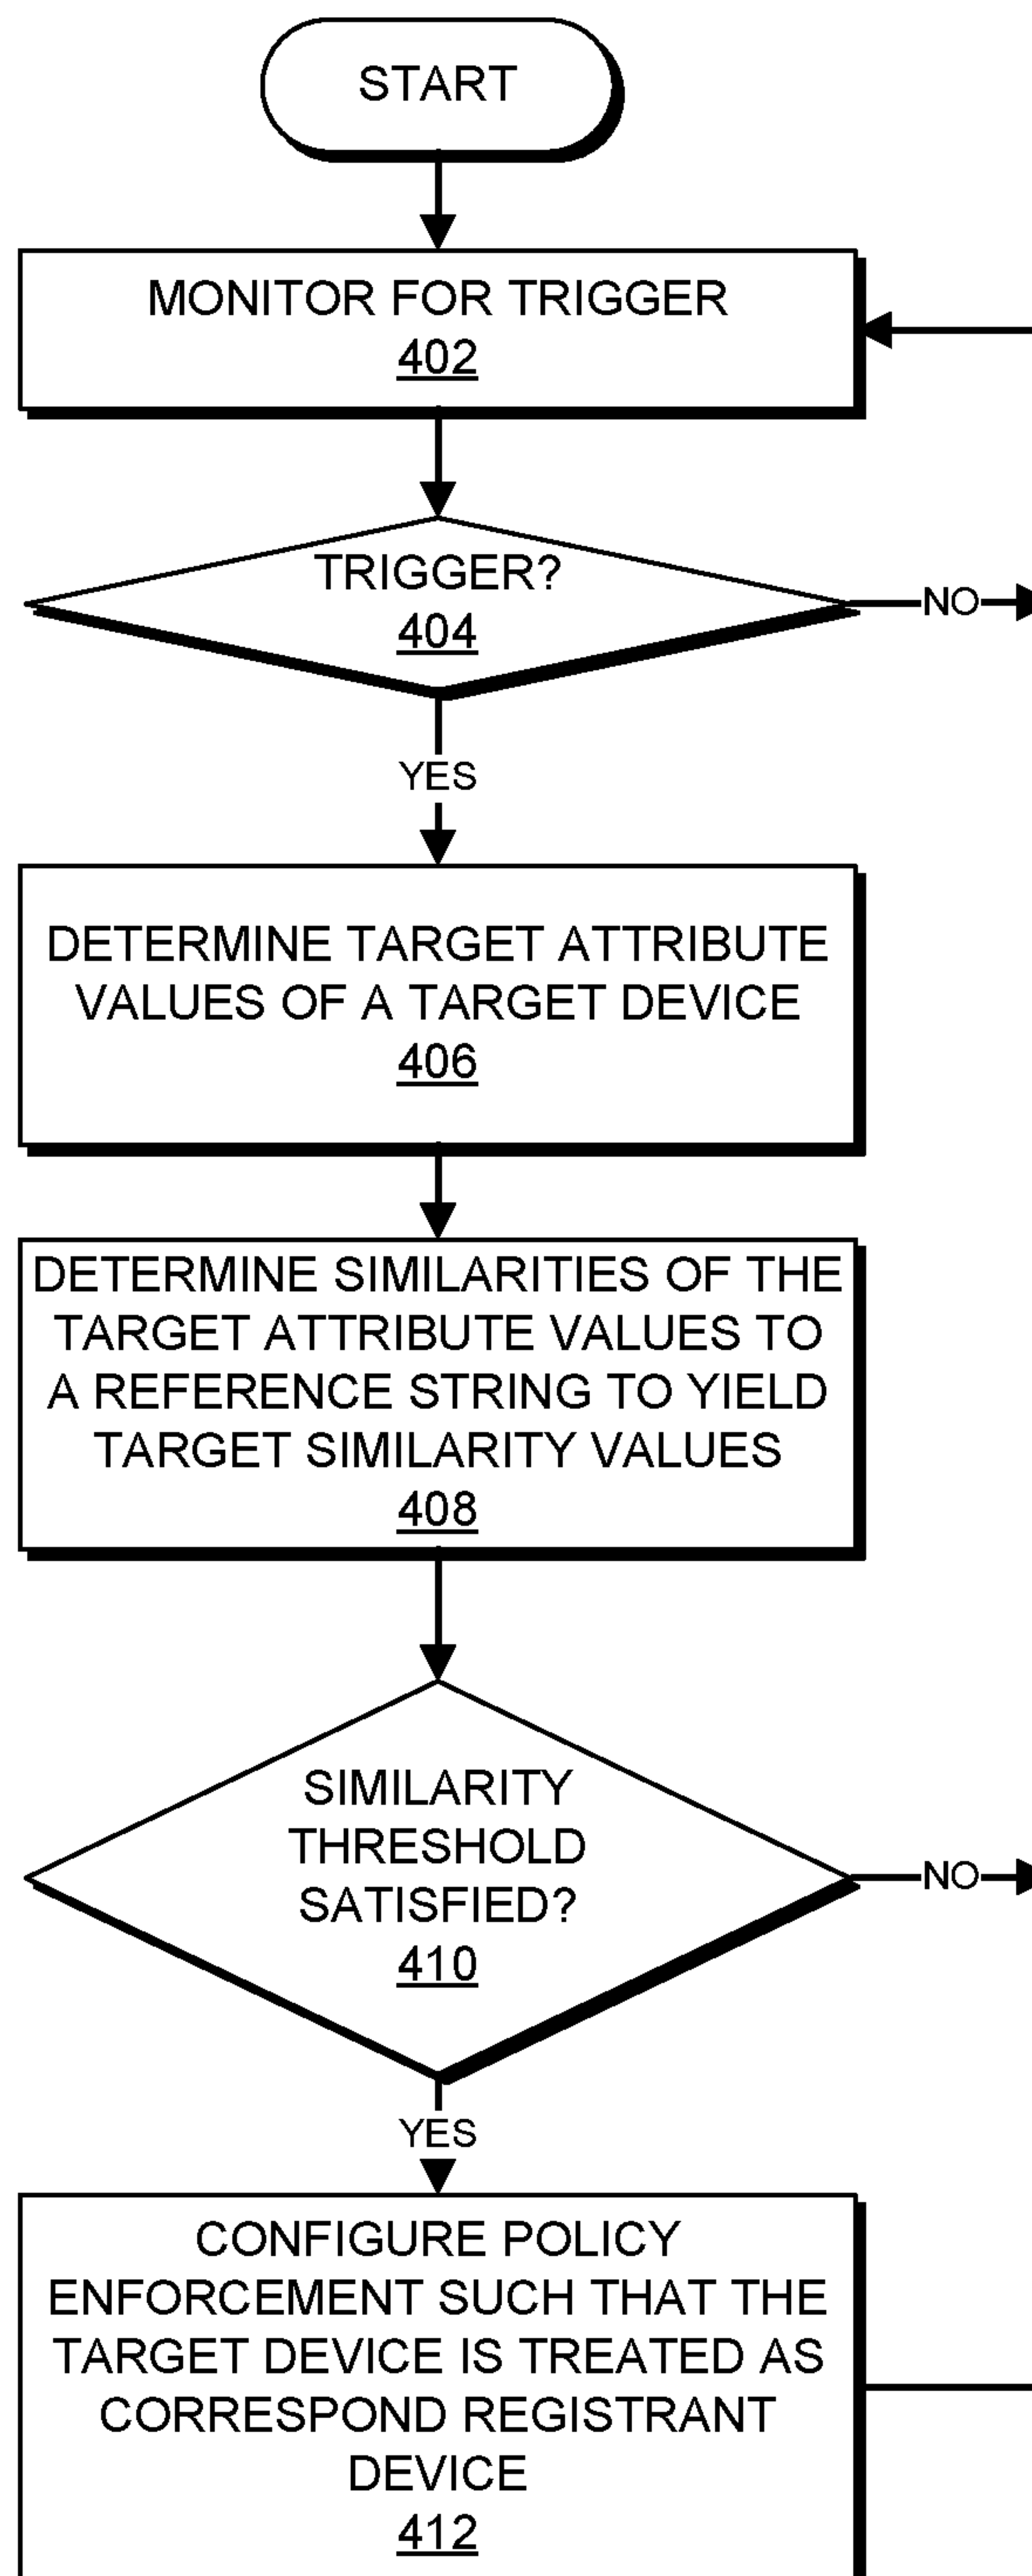 START
MONITOR FOR TRIGGER
402
TRIGGER?
404
NO
YES
DETERMINE TARGET ATTRIBUTE
VALUES OF A TARGET DEVICE
406
DETERMINE SIMILARITIES OF THE
TARGET ATTRIBUTE VALUES TO
A REFERENCE STRING TO YIELD
TARGET SIMILARITY VALUES
408
SIMILARITY
THRESHOLD
SATISFIED?
410
NO
YES
CONFIGURE POLICY
ENFORCEMENT SUCH THAT THE
TARGET DEVICE IS TREATED AS
CORRESPOND REGISTRANT
DEVICE
412